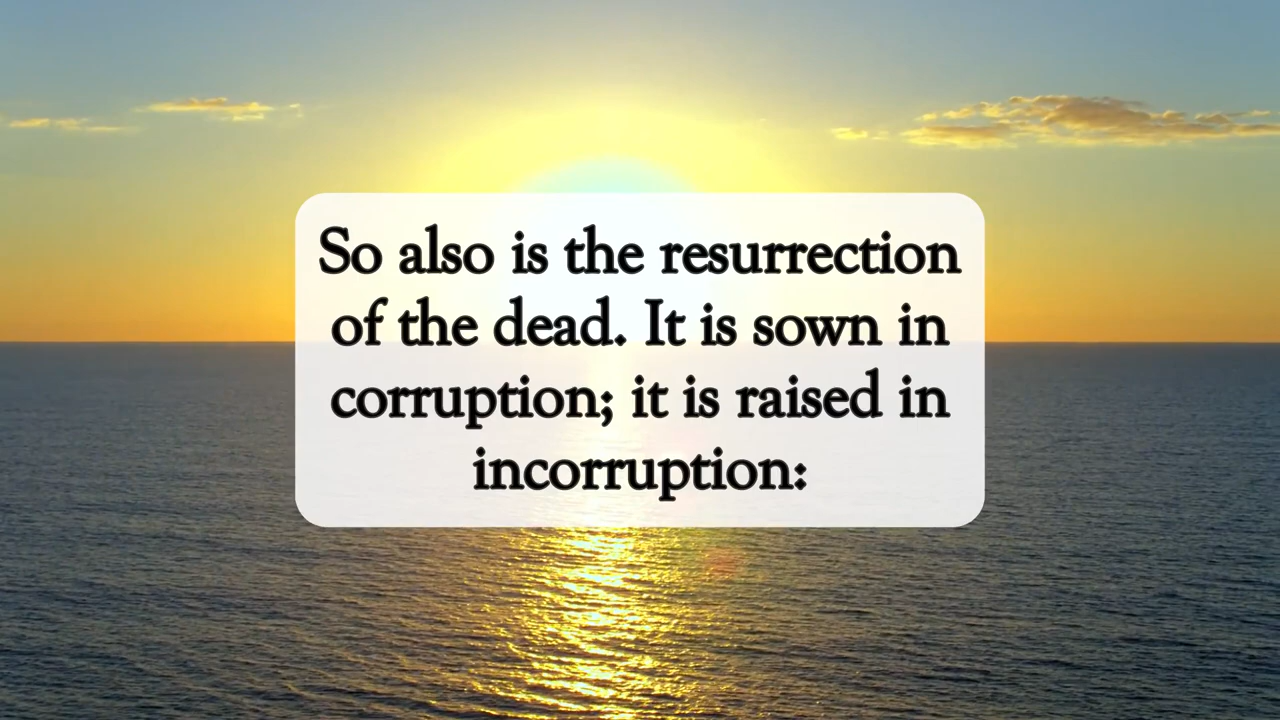 So also is the resurrection
of the dead. It is sown in
corruption; it is raised in
incorruption: